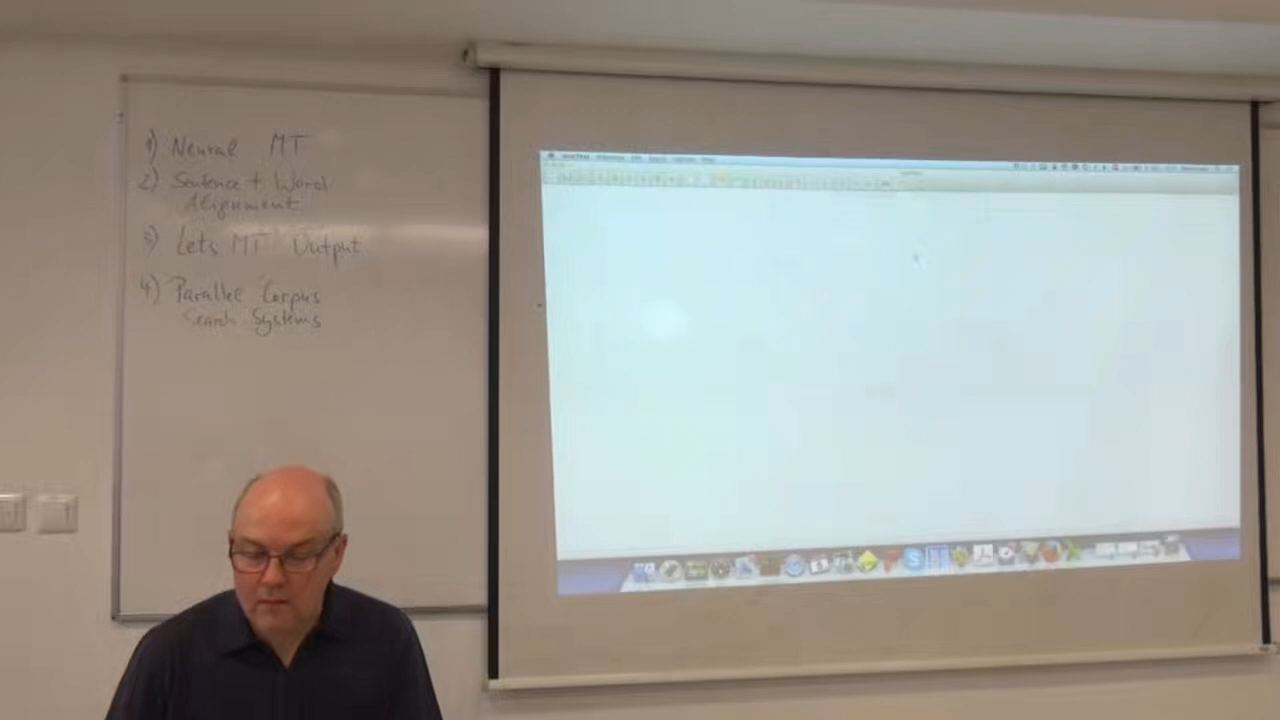 1) Neural MT
2) Sentence + Word
Alignment
3) Lets MT Output
4) Parallel Corpus
Search Systems